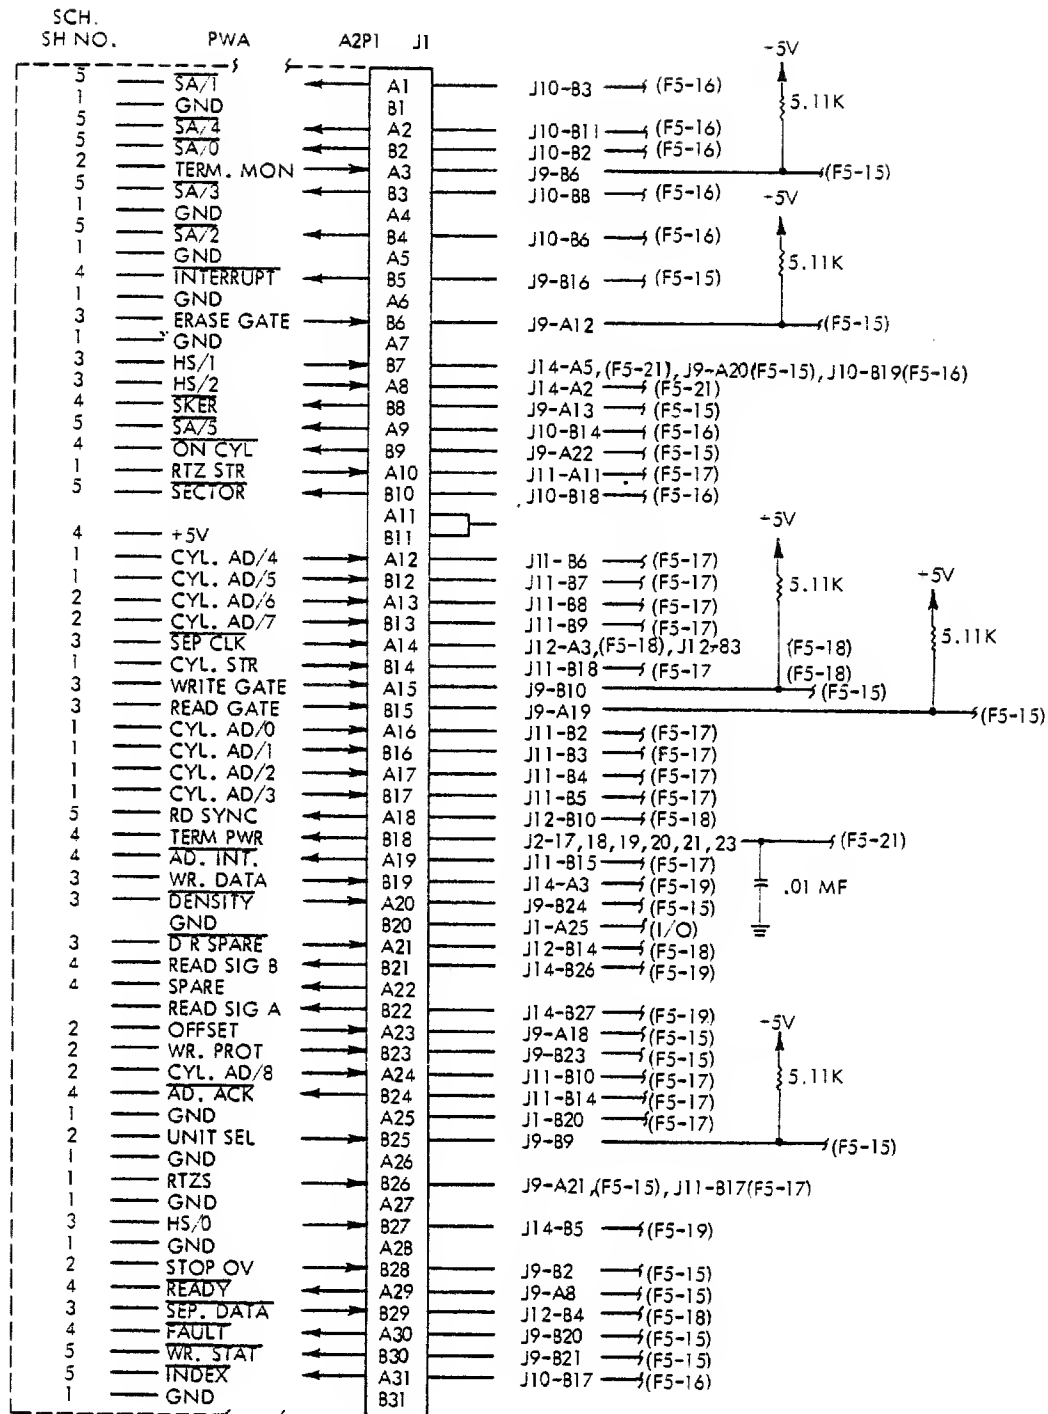 SCH.
SH NO. PWA A2P1 J1
5 SA/1 A1 J10-B3 (F5-16)
1 GND B1
5 SA/4 A2 J10-B11 (F5-16)
5 SA/0 B2 J10-B2 (F5-16)
2 TERM. MON A3 J9-B6 (F5-15)
5 SA/3 B3 J10-B8 (F5-16)
1 GND A4
5 SA/2 B4 J10-B6 (F5-16)
1 GND A5
4 INTERRUPT B5 J9-B16 (F5-15)
1 GND A6
3 ERASE GATE B6 J9-A12 (F5-15)
1 GND A7
3 HS/1 B7 J14-A5,(F5-21), J9-A20(F5-15), J10-B19(F5-16)
3 HS/2 A8 J14-A2 (F5-21)
4 SKER B8 J9-A13 (F5-15)
5 SA/5 A9 J10-B14 (F5-16)
4 ON CYL B9 J9-A22 (F5-15)
1 RTZ STR A10 J11-A11 (F5-17)
5 SECTOR B10 J10-B18 (F5-16)
A11
4 +5V B11
1 CYL. AD/4 A12 J11-B6 (F5-17)
1 CYL. AD/5 B12 J11-B7 (F5-17)
2 CYL. AD/6 A13 J11-B8 (F5-17)
2 CYL. AD/7 B13 J11-B9 (F5-17)
3 SEP CLK A14 J12-A3,(F5-18), J12-B3 (F5-18)
1 CYL. STR B14 J11-B18 (F5-17 (F5-18)
3 WRITE GATE A15 J9-B10 (F5-15)
3 READ GATE B15 J9-A19 (F5-15)
1 CYL. AD/0 A16 J11-B2 (F5-17)
1 CYL. AD/1 B16 J11-B3 (F5-17)
1 CYL. AD/2 A17 J11-B4 (F5-17)
1 CYL. AD/3 B17 J11-B5 (F5-17)
5 RD SYNC A18 J12-B10 (F5-18)
4 TERM PWR B18 J2-17,18,19,20,21,23 (F5-21)
4 AD. INT. A19 J11-B15 (F5-17)
3 WR. DATA B19 J14-A3 (F5-19)
3 DENSITY A20 J9-B24 (F5-15)
GND B20 J1-A25 (I/O)
3 D R SPARE A21 J12-B14 (F5-18)
4 READ SIG B B21 J14-B26 (F5-19)
4 SPARE A22
READ SIG A B22 J14-B27 (F5-19)
2 OFFSET A23 J9-A18 (F5-15)
2 WR. PROT B23 J9-B23 (F5-15)
2 CYL. AD/8 A24 J11-B10 (F5-17)
4 AD. ACK B24 J11-B14 (F5-17)
1 GND A25 J1-B20 (F5-17)
2 UNIT SEL B25 J9-B9 (F5-15)
1 GND A26
1 RTZS B26 J9-A21,(F5-15), J11-B17(F5-17)
1 GND A27
3 HS/0 B27 J14-B5 (F5-19)
1 GND A28
2 STOP OV B28 J9-B2 (F5-15)
4 READY A29 J9-A8 (F5-15)
3 SEP. DATA B29 J12-B4 (F5-18)
4 FAULT A30 J9-B20 (F5-15)
5 WR. STAT B30 J9-B21 (F5-15)
5 INDEX A31 J10-B17 (F5-16)
1 GND B31
+5V
5.11K
+5V
5.11K
+5V
5.11K
+5V
5.11K
.01 MF
+5V
5.11K